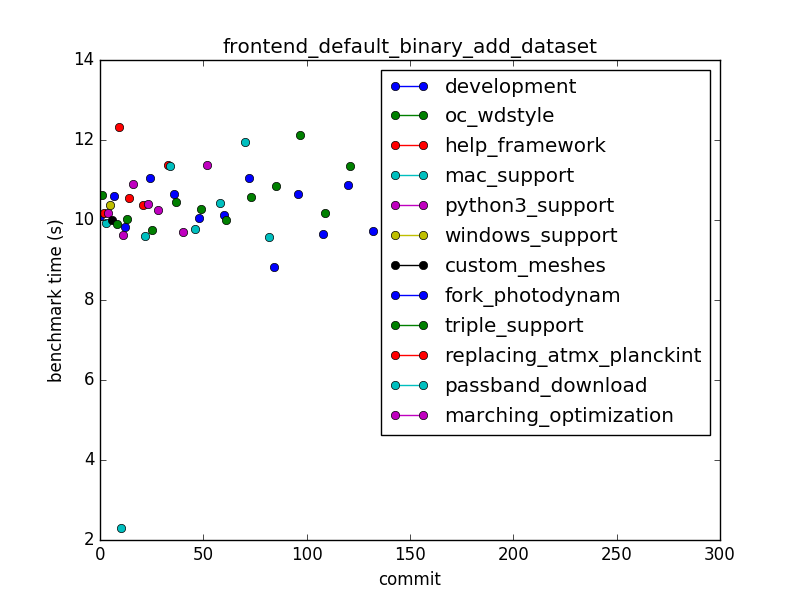 frontend_default_binary_add_dataset
14
12
10
8
6
4
2
benchmark time (s)
development
oc_wdstyle
help_framework
mac_support
python3_support
windows_support
custom_meshes
fork_photodynam
triple_support
replacing_atmx_planckint
passband_download
marching_optimization
0 50 100 150 200 250 300
commit